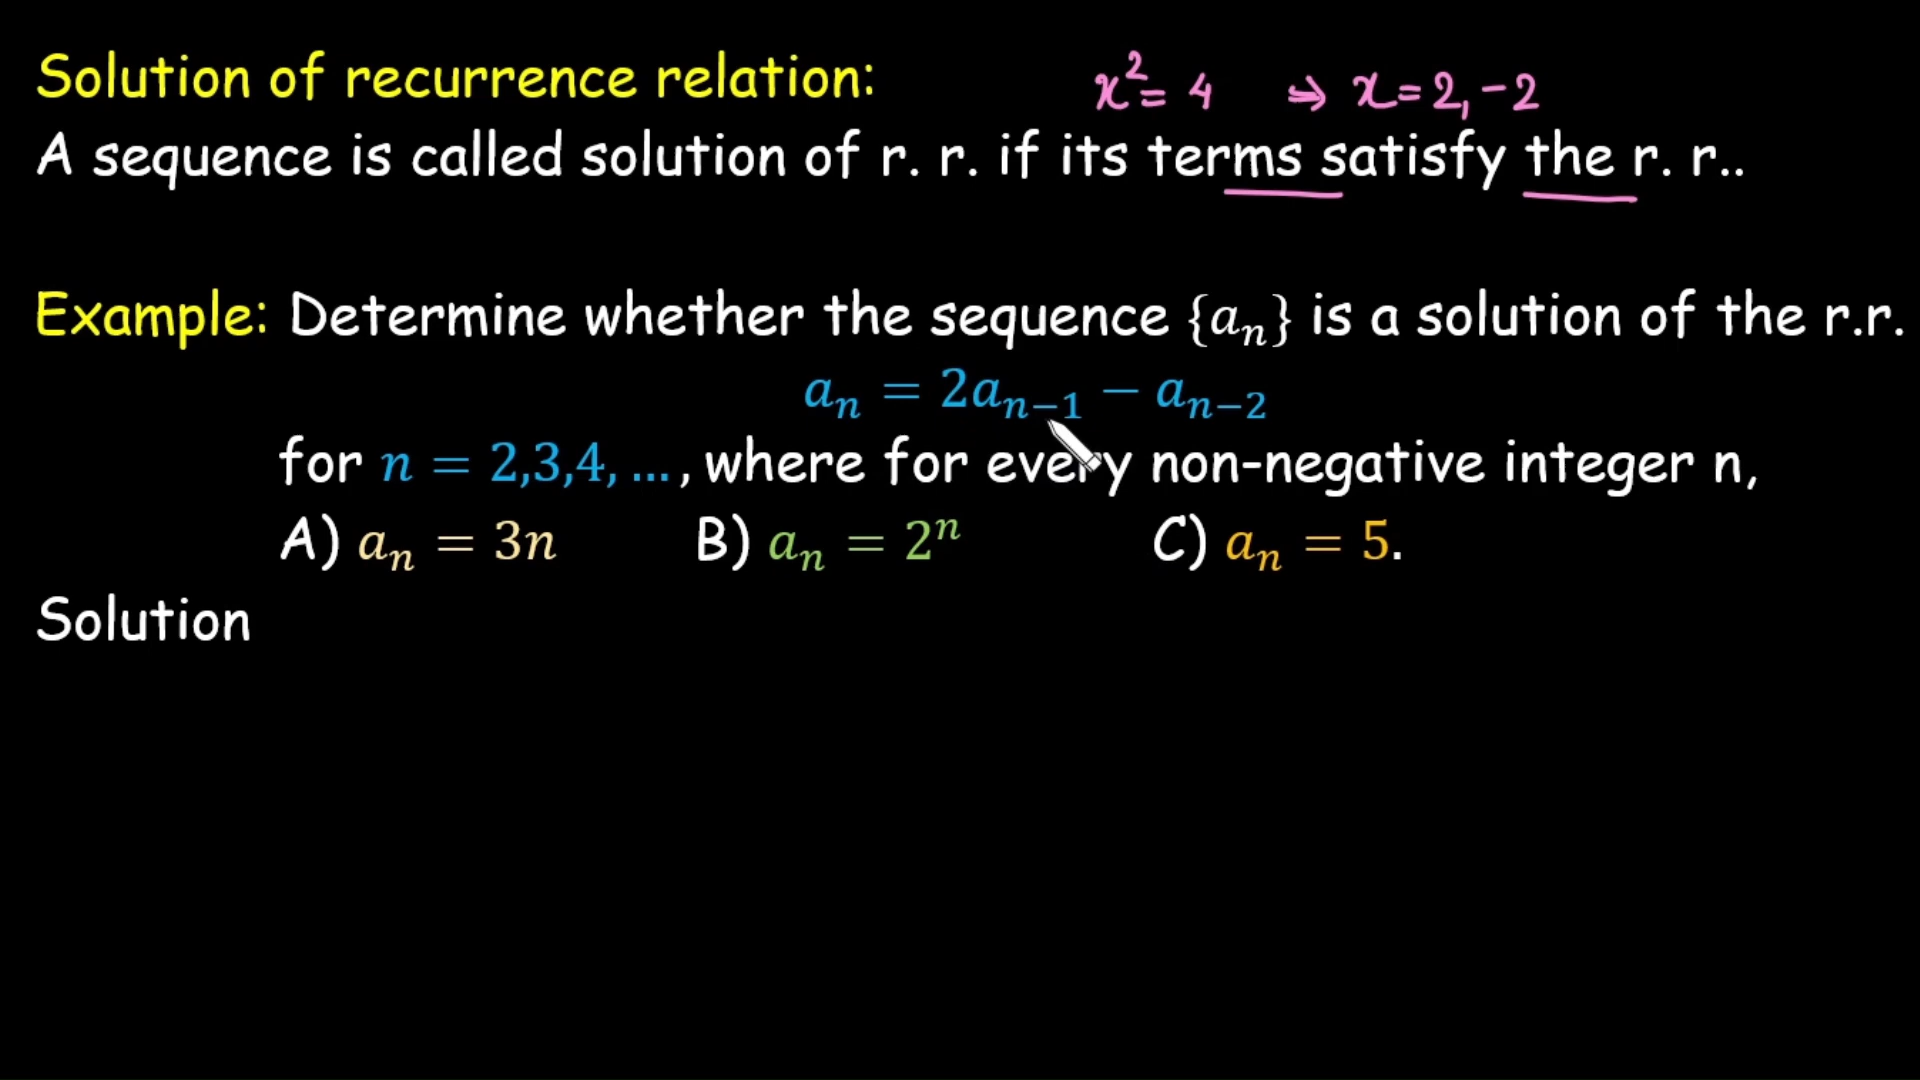 Solution of recurrence relation: x² = 4 ⇒ x = 2, -2
A sequence is called solution of r. r. if its terms satisfy the r. r..
Example: Determine whether the sequence {aₙ} is a solution of the r.r.
aₙ = 2aₙ₋₁ − aₙ₋₂
for n = 2,3,4, … , where for every non-negative integer n,
A) aₙ = 3n B) aₙ = 2ⁿ C) aₙ = 5.
Solution